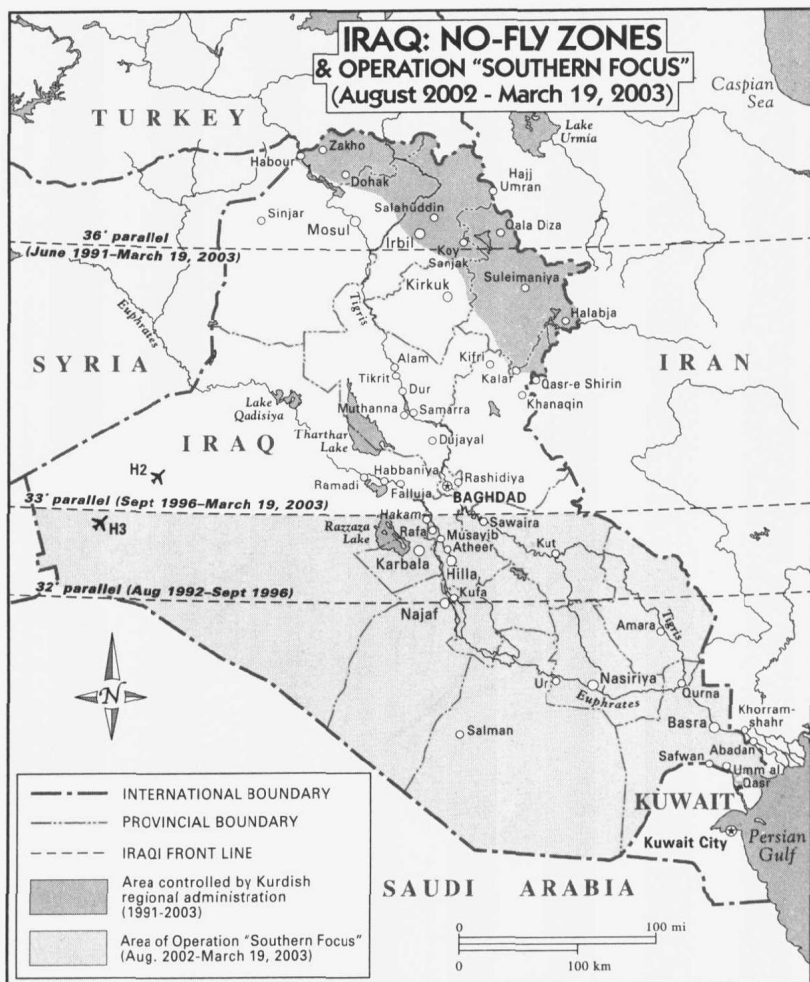 IRAQ: NO-FLY ZONES
& OPERATION "SOUTHERN FOCUS"
(August 2002 - March 19, 2003)
Caspian
Sea
TURKEY
Lake
Urmia
Zakho
Habour
Dohak
Hajj
Umran
Sinjar
Salahuddin
Mosul
Qala Diza
Irbil
36° parallel
(June 1991–March 19, 2003)
Koy
Sanjak
Suleimaniya
Kirkuk
Euphrates
Tigris
Halabja
SYRIA
IRAN
Alam
Kifri
Tikrit
Kalar
Qasr-e Shirin
Dur
Khanaqin
Lake
Qadisiya
Muthanna
Samarra
IRAQ
Tharthar
Lake
Dujayal
H2
Habbaniya
Rashidiya
Ramadi
Falluja
BAGHDAD
33° parallel (Sept 1996–March 19, 2003)
H3
Hakam
Sawaira
Razzaza
Lake
Rafa
Musayib
Kut
Atheer
Karbala
Hilla
32° parallel (Aug 1992–Sept 1996)
Kufa
Najaf
Amara
Tigris
N
Ur
Nasiriya
Euphrates
Qurna
Khorram-
shahr
Basra
Salman
Abadan
Safwan
Umm al
Qasr
KUWAIT
Kuwait City
Persian
Gulf
INTERNATIONAL BOUNDARY
PROVINCIAL BOUNDARY
IRAQI FRONT LINE
Area controlled by Kurdish
regional administration
(1991-2003)
Area of Operation "Southern Focus"
(Aug. 2002-March 19, 2003)
SAUDI ARABIA
0 100 mi
0 100 km